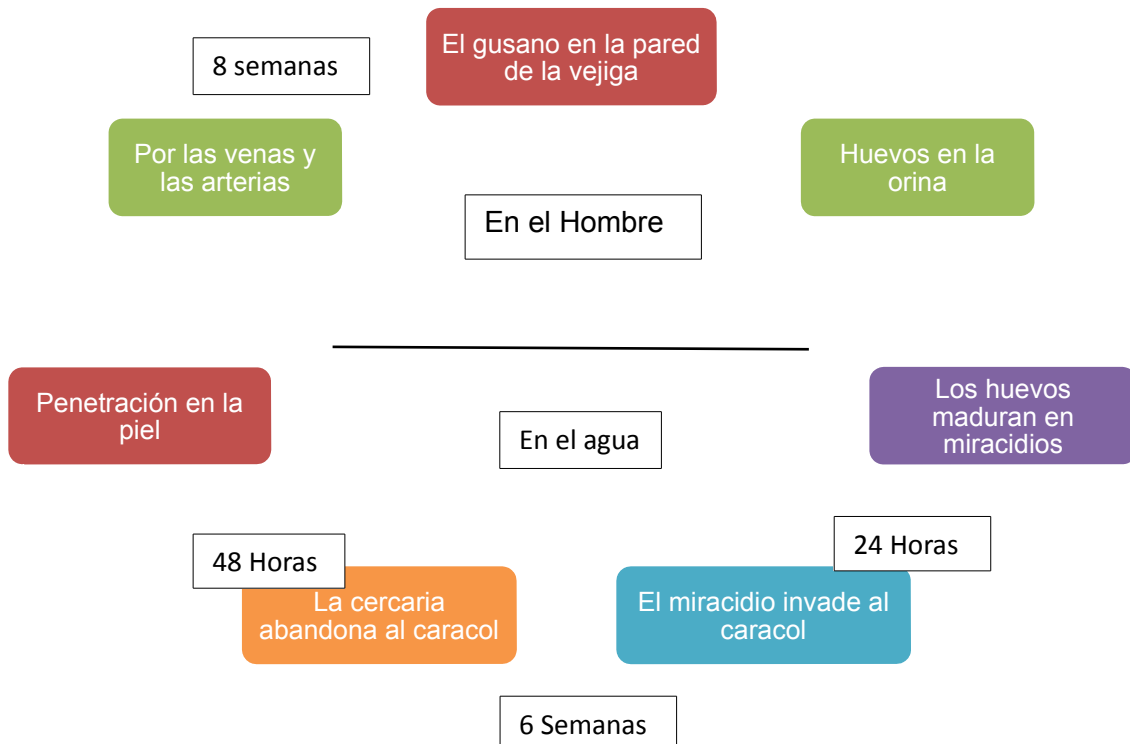 El gusano en la pared
de la vejiga
8 semanas
Por las venas y
las arterias
Huevos en la
orina
En el Hombre
Penetración en la
piel
Los huevos
maduran en
miracidios
En el agua
48 Horas
24 Horas
La cercaria
abandona al caracol
El miracidio invade al
caracol
6 Semanas